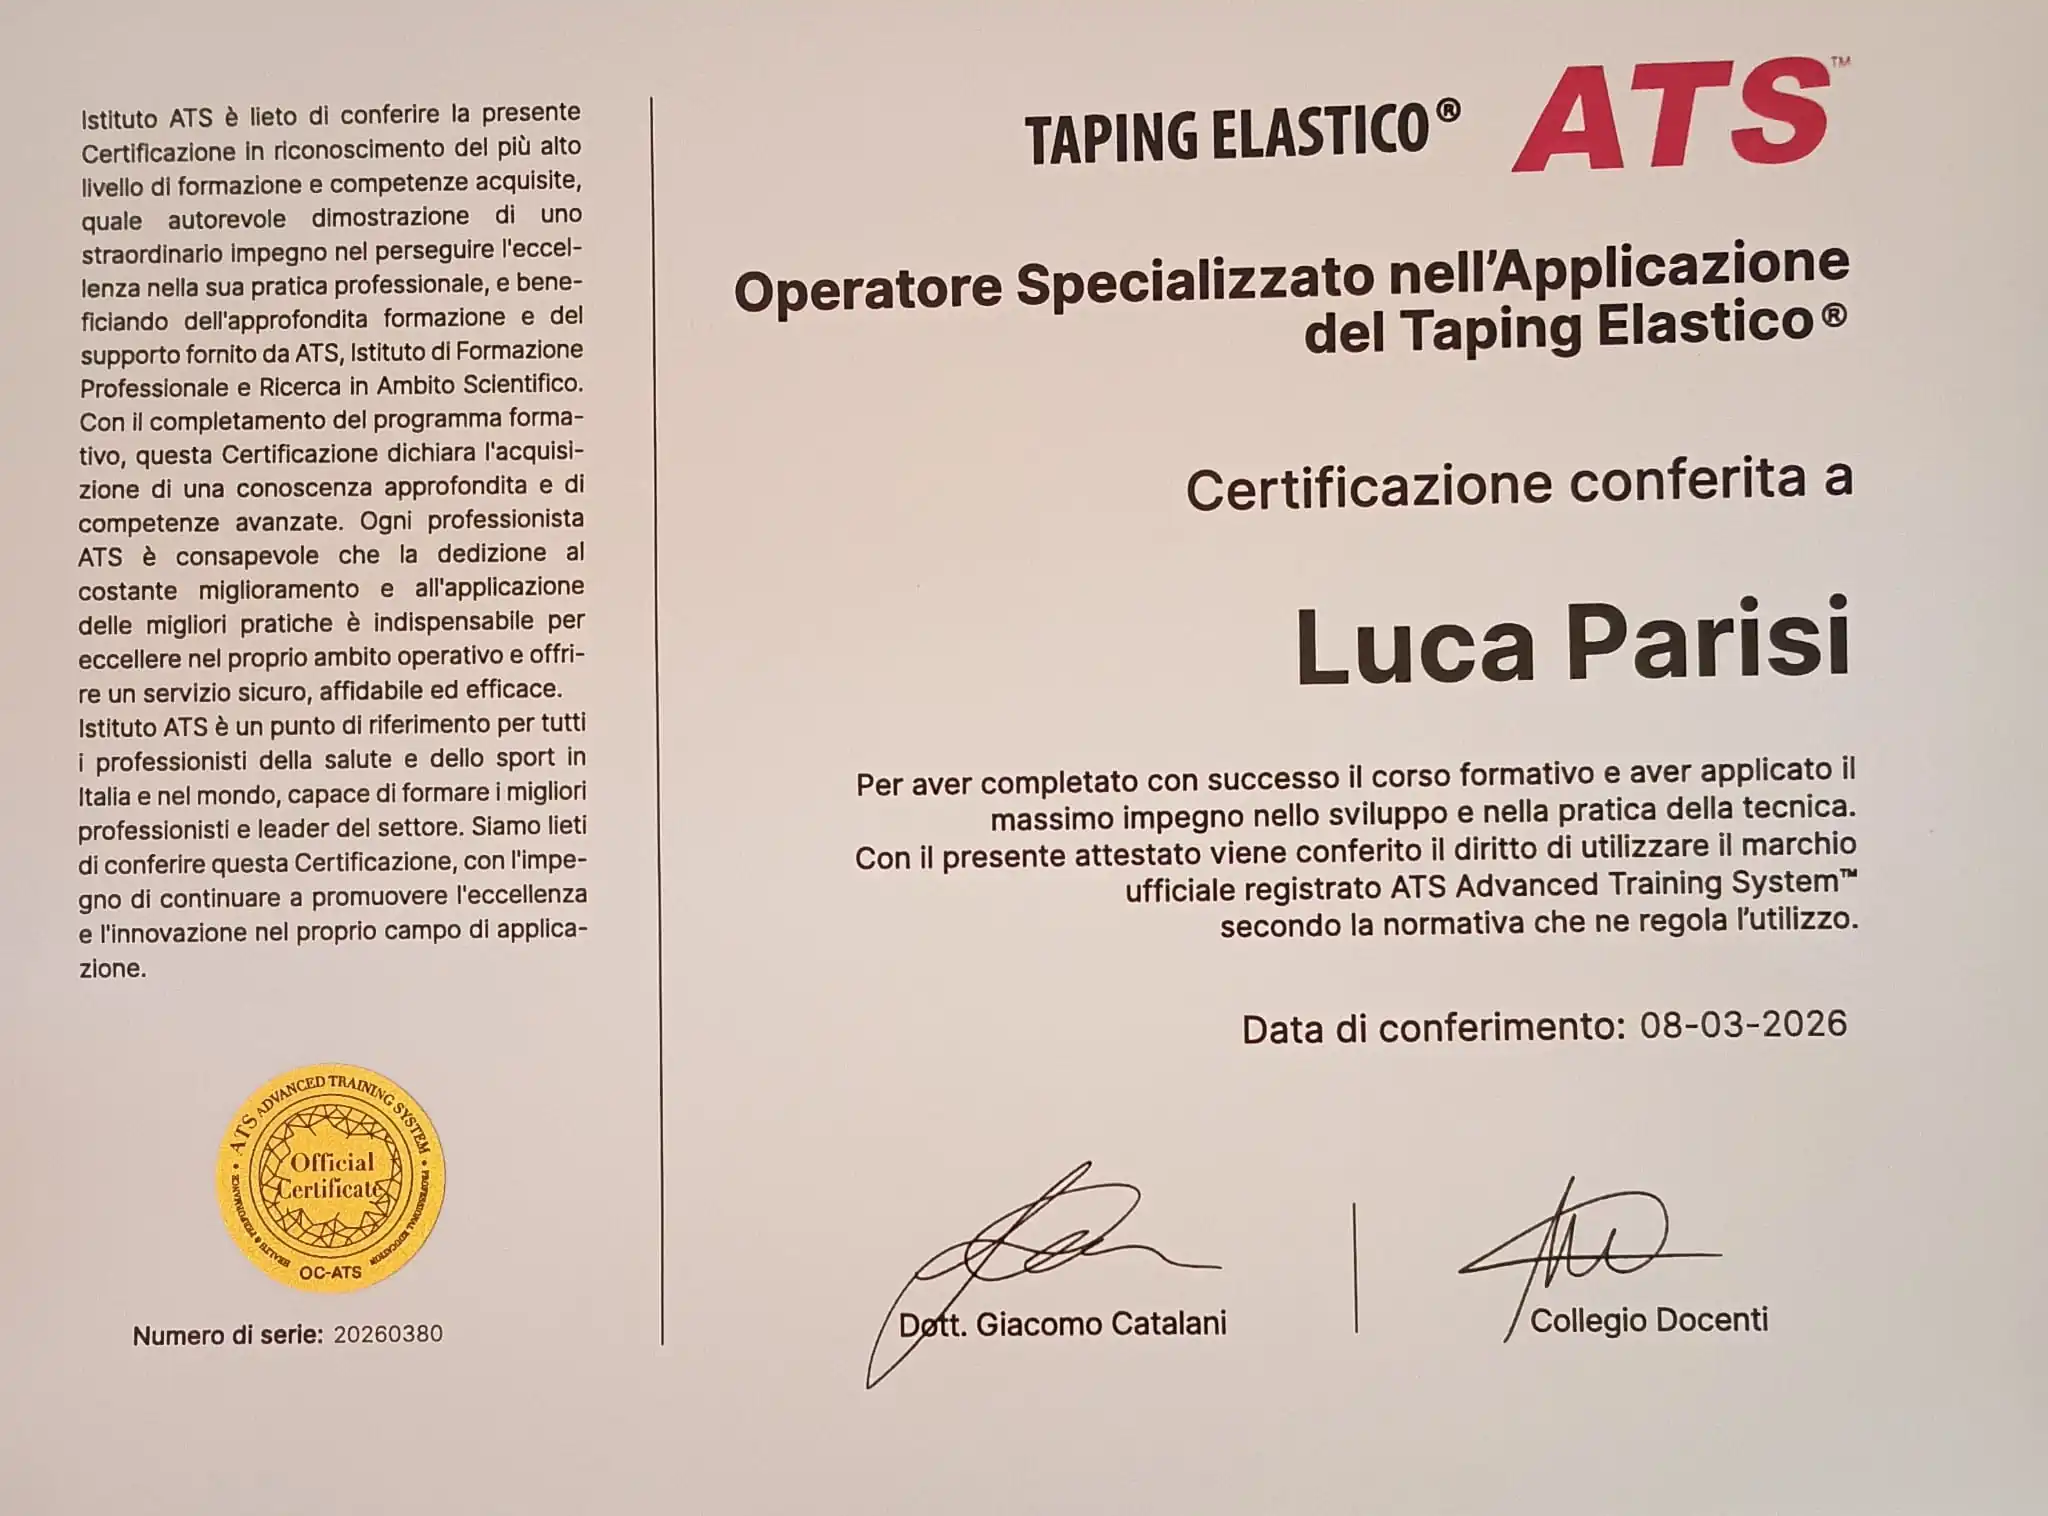 Istituto ATS è lieto di conferire la presente
Certificazione in riconoscimento del più alto
livello di formazione e competenze acquisite,
quale autorevole dimostrazione di uno
straordinario impegno nel perseguire l'eccel-
lenza nella sua pratica professionale, e bene-
ficiando dell'approfondita formazione e del
supporto fornito da ATS, Istituto di Formazione
Professionale e Ricerca in Ambito Scientifico.
Con il completamento del programma forma-
tivo, questa Certificazione dichiara l'acquisi-
zione di una conoscenza approfondita e di
competenze avanzate. Ogni professionista
ATS è consapevole che la dedizione al
costante miglioramento e all'applicazione
delle migliori pratiche è indispensabile per
eccellere nel proprio ambito operativo e offri-
re un servizio sicuro, affidabile ed efficace.
Istituto ATS è un punto di riferimento per tutti
i professionisti della salute e dello sport in
Italia e nel mondo, capace di formare i migliori
professionisti e leader del settore. Siamo lieti
di conferire questa Certificazione, con l'impe-
gno di continuare a promuovere l'eccellenza
e l'innovazione nel proprio campo di applica-
zione.
ATS ADVANCED TRAINING SYSTEM
PROFESSIONAL EDUCATION
HEALTH & PERFORMANCE
Official
Certificate
OC-ATS
Numero di serie: 20260380
TAPING ELASTICO® ATS™
Operatore Specializzato nell’Applicazione
del Taping Elastico®
Certificazione conferita a
Luca Parisi
Per aver completato con successo il corso formativo e aver applicato il
massimo impegno nello sviluppo e nella pratica della tecnica.
Con il presente attestato viene conferito il diritto di utilizzare il marchio
ufficiale registrato ATS Advanced Training System™
secondo la normativa che ne regola l’utilizzo.
Data di conferimento: 08-03-2026
Dott. Giacomo Catalani
Collegio Docenti